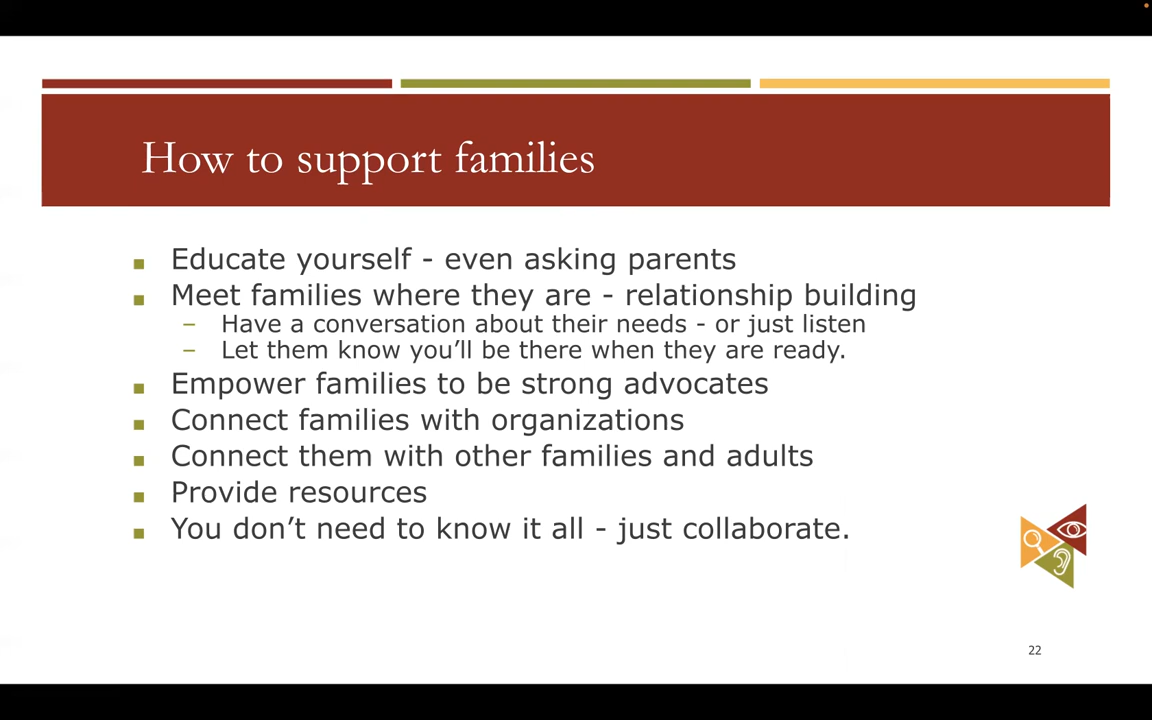 How to support families
■ Educate yourself - even asking parents
■ Meet families where they are - relationship building
– Have a conversation about their needs - or just listen
– Let them know you’ll be there when they are ready.
■ Empower families to be strong advocates
■ Connect families with organizations
■ Connect them with other families and adults
■ Provide resources
■ You don’t need to know it all - just collaborate.
22